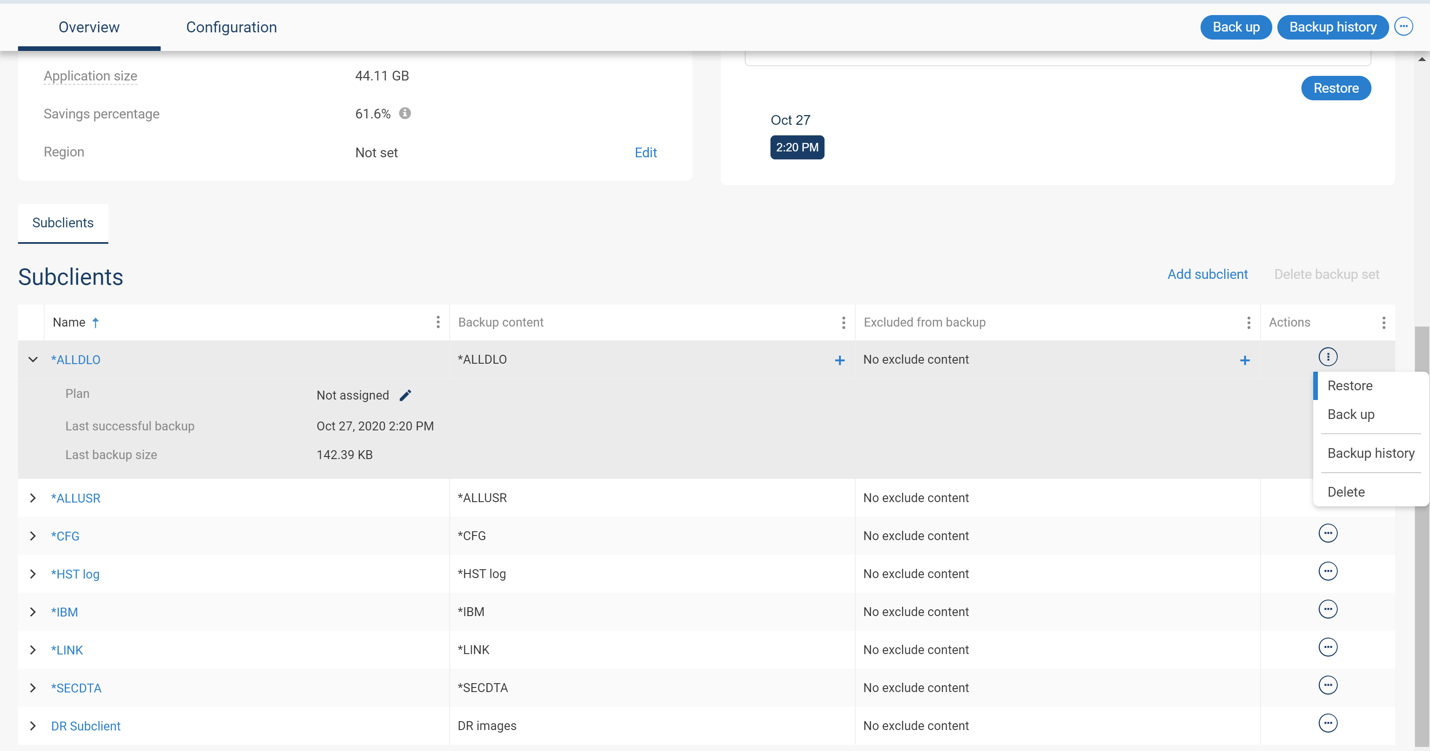 Overview Configuration Back up Backup history
Application size 44.11 GB
Savings percentage 61.6%
Region Not set Edit
Restore
Oct 27
2:20 PM
Subclients
Subclients Add subclient Delete backup set
Name Backup content Excluded from backup Actions
*ALLDLO *ALLDLO No exclude content
Plan Not assigned
Last successful backup Oct 27, 2020 2:20 PM
Last backup size 142.39 KB
Restore
Back up
Backup history
Delete
*ALLUSR *ALLUSR No exclude content
*CFG *CFG No exclude content
*HST log *HST log No exclude content
*IBM *IBM No exclude content
*LINK *LINK No exclude content
*SECDTA *SECDTA No exclude content
DR Subclient DR images No exclude content